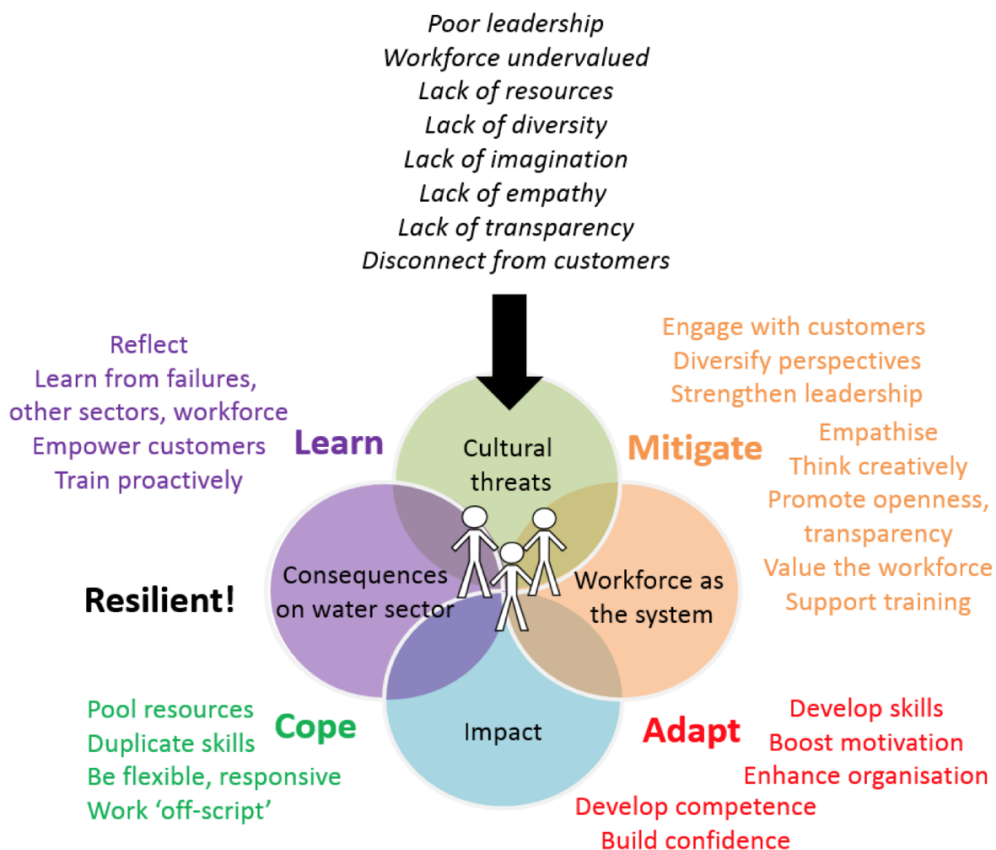 Poor leadership
Workforce undervalued
Lack of resources
Lack of diversity
Lack of imagination
Lack of empathy
Lack of transparency
Disconnect from customers
Reflect
Learn from failures,
other sectors, workforce
Empower customers
Train proactively
Learn
Engage with customers
Diversify perspectives
Strengthen leadership
Mitigate
Empathise
Think creatively
Promote openness,
transparency
Value the workforce
Support training
Cultural
threats
Consequences
on water sector
Workforce as
the system
Resilient!
Impact
Pool resources
Duplicate skills
Be flexible, responsive
Work ‘off-script’
Cope
Adapt
Develop skills
Boost motivation
Enhance organisation
Develop competence
Build confidence